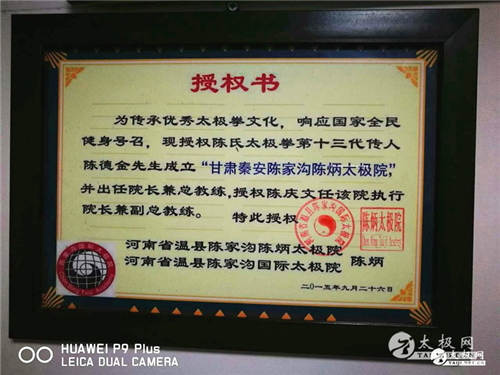 授权书
为传承优秀太极拳文化，响应国家全民
健身号召，现授权陈氏太极拳第十三代传人
陈德金先生成立“甘肃秦安陈家沟陈炳太极院”，
并出任院长兼总教练，授权陈庆文任该院执行
院长兼副总教练。 特此授权
河南省温县陈家沟陈炳太极院
河南省温县陈家沟国际太极院 陈炳
陈炳太极院
二〇一五年九月二十六日
HUAWEI P9 Plus
LEICA DUAL CAMERA
太极网